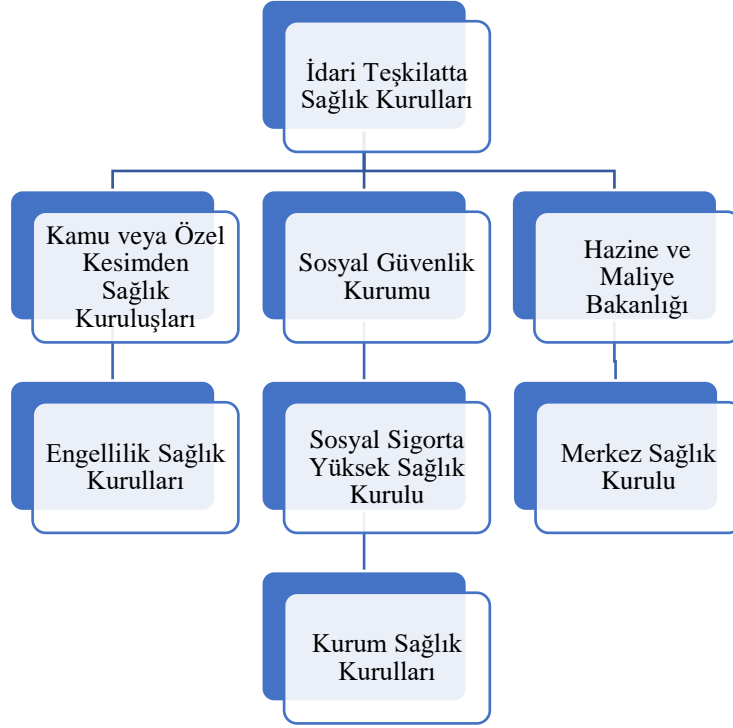 İdari Teşkilatta
Sağlık Kurulları
Kamu veya Özel
Kesimden
Sağlık
Kuruluşları
Sosyal Güvenlik
Kurumu
Hazine ve
Maliye
Bakanlığı
Engellilik Sağlık
Kurulları
Sosyal Sigorta
Yüksek Sağlık
Kurulu
Merkez Sağlık
Kurulu
Kurum Sağlık
Kurulları